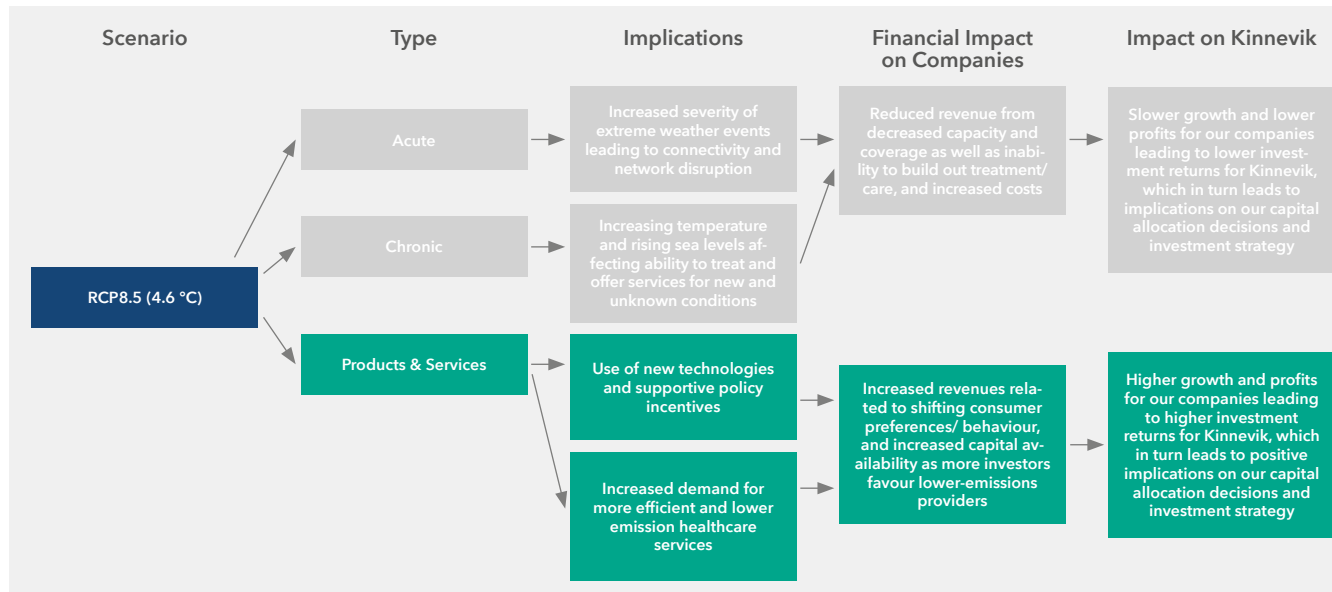 Scenario
Type
Implications
Financial Impact
on Companies
Impact on Kinnevik
RCP8.5 (4.6 °C)
Acute
Increased severity of
extreme weather events
leading to connectivity and
network disruption
Reduced revenue from
decreased capacity and
coverage as well as inabi-
lity to build out treatment/
care, and increased costs
Slower growth and lower
profits for our companies
leading to lower invest-
ment returns for Kinnevik,
which in turn leads to
implications on our capital
allocation decisions and
investment strategy
Chronic
Increasing temperature
and rising sea levels af-
fecting ability to treat and
offer services for new and
unknown conditions
Products & Services
Use of new technologies
and supportive policy
incentives
Increased demand for
more efficient and lower
emission healthcare
services
Increased revenues rela-
ted to shifting consumer
preferences/ behaviour,
and increased capital av-
ailability as more investors
favour lower-emissions
providers
Higher growth and profits
for our companies leading
to higher investment
returns for Kinnevik, which
in turn leads to positive
implications on our capital
allocation decisions and
investment strategy